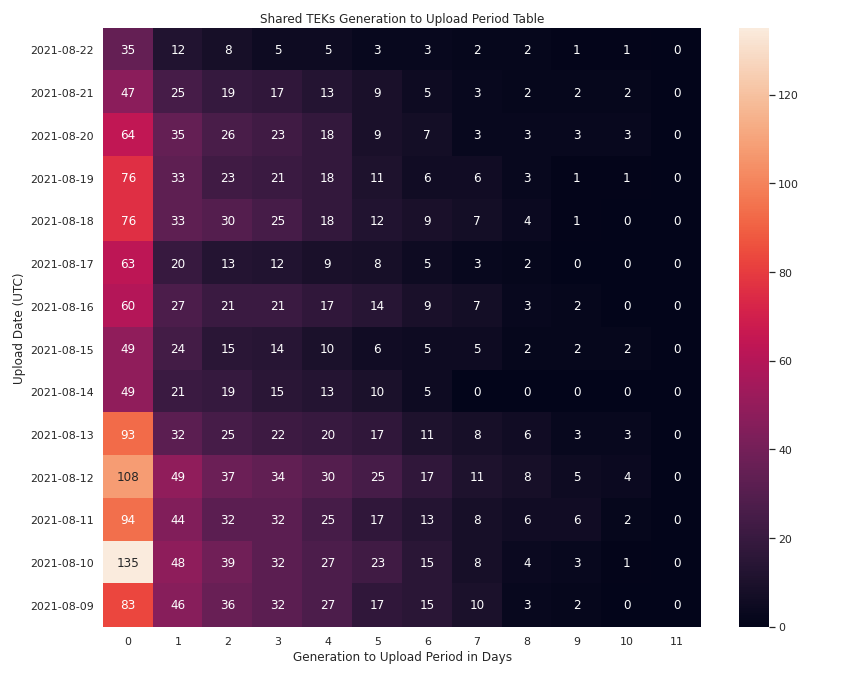 Shared TEKs Generation to Upload Period Table
Upload Date (UTC)
2021-08-22 35 12 8 5 5 3 3 2 2 1 1 0
2021-08-21 47 25 19 17 13 9 5 3 2 2 2 0
2021-08-20 64 35 26 23 18 9 7 3 3 3 3 0
2021-08-19 76 33 23 21 18 11 6 6 3 1 1 0
2021-08-18 76 33 30 25 18 12 9 7 4 1 0 0
2021-08-17 63 20 13 12 9 8 5 3 2 0 0 0
2021-08-16 60 27 21 21 17 14 9 7 3 2 0 0
2021-08-15 49 24 15 14 10 6 5 5 2 2 2 0
2021-08-14 49 21 19 15 13 10 5 0 0 0 0 0
2021-08-13 93 32 25 22 20 17 11 8 6 3 3 0
2021-08-12 108 49 37 34 30 25 17 11 8 5 4 0
2021-08-11 94 44 32 32 25 17 13 8 6 6 2 0
2021-08-10 135 48 39 32 27 23 15 8 4 3 1 0
2021-08-09 83 46 36 32 27 17 15 10 3 2 0 0
0 1 2 3 4 5 6 7 8 9 10 11
Generation to Upload Period in Days
120
100
80
60
40
20
0